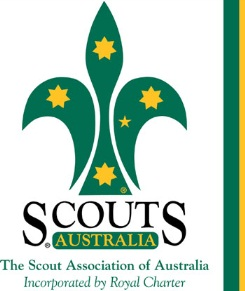 SCOUTS
AUSTRALIA
The Scout Association of Australia
Incorporated by Royal Charter